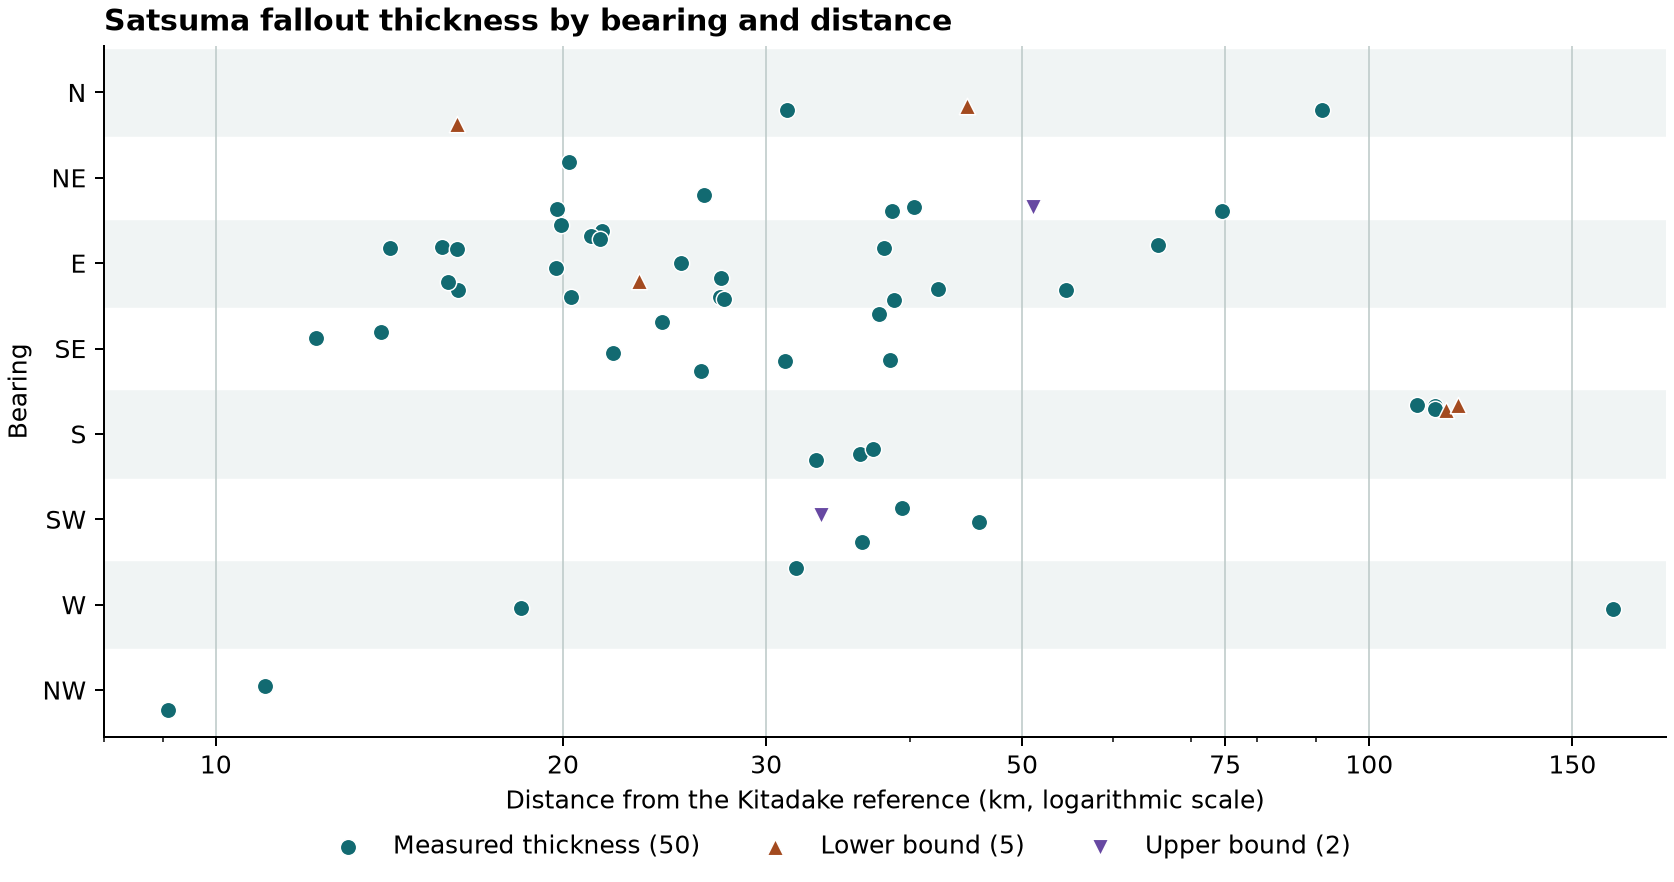 Satsuma fallout thickness by bearing and distance
Bearing
N
NE
E
SE
S
SW
W
NW
10 20 30 50 75 100 150
Distance from the Kitadake reference (km, logarithmic scale)
Measured thickness (50) Lower bound (5) Upper bound (2)